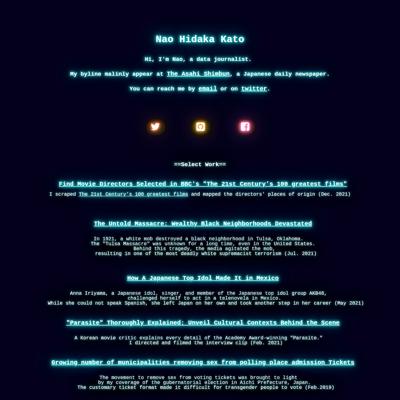 Nao Hidaka Kato
Hi, I'm Nao, a data journalist.
My byline malinly appear at The Asahi Shimbun, a Japanese daily newspaper.
You can reach me by email or on twitter.
==Select Work==
Find Movie Directors Selected in BBC's "The 21st Century's 100 greatest films"
I scraped The 21st Century's 100 greatest films and mapped the directors' places of origin (Dec. 2021)
The Untold Massacre: Wealthy Black Neighborhoods Devastated
In 1921, a white mob destroyed a black neighborhood in Tulsa, Oklahoma.
The "Tulsa Massacre" was unknown for a long time, even in the United States.
Behind this tragedy, the media agitated the mob,
resulting in one of the most deadly white supremacist terrorism (Jul. 2021)
How A Japanese Top Idol Made It in Mexico
Anna Iriyama, a Japanese idol, singer, and member of the Japanese top idol group AKB48,
challenged herself to act in a telenovela in Mexico.
While she could not speak Spanish, she left Japan on her own and took another step in her career (May 2021)
"Parasite" Thoroughly Explained: Unveil Cultural Contexts Behind the Scene
A Korean movie critic explains every detail of the Academy Award-winning "Parasite."
I directed and filmed the interview clip (Feb. 2021)
Growing number of municipalities removing sex from polling place admission Tickets
The movement to remove sex from voting tickets was brought to light
by my coverage of the gubernatorial election in Aichi Prefecture, Japan.
The customary ticket format made it difficult for transgender people to vote (Feb.2019)